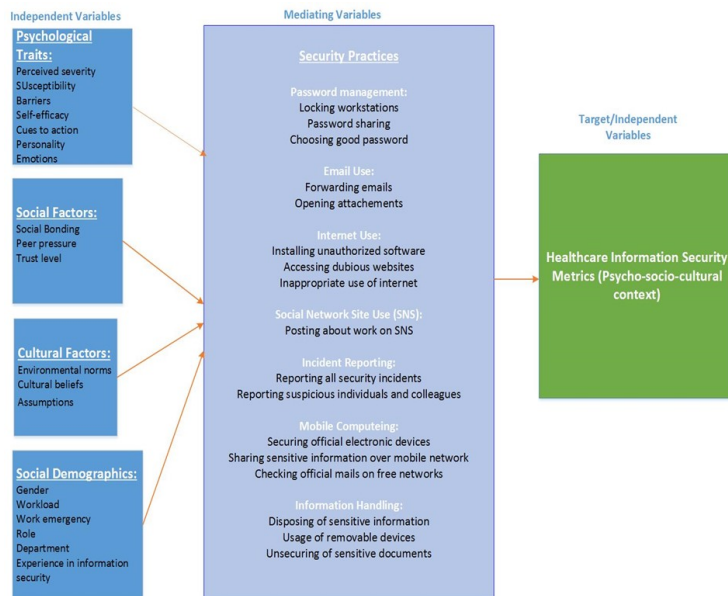 Independent Variables
Psychological
Traits:
Perceived severity
SUsceptibility
Barriers
Self-efficacy
Cues to action
Personality
Emotions
Social Factors:
Social Bonding
Peer pressure
Trust level
Cultural Factors:
Environmental norms
Cultural beliefs
Assumptions
Social Demographics:
Gender
Workload
Work emergency
Role
Department
Experience in information
security
Mediating Variables
Security Practices
Password management:
Locking workstations
Password sharing
Choosing good password
Email Use:
Forwarding emails
Opening attachements
Internet Use:
Installing unauthorized software
Accessing dubious websites
Inappropriate use of internet
Social Network Site Use (SNS):
Posting about work on SNS
Incident Reporting:
Reporting all security incidents
Reporting suspicious individuals and colleagues
Mobile Computeing:
Securing official electronic devices
Sharing sensitive information over mobile network
Checking official mails on free networks
Information Handling:
Disposing of sensitive information
Usage of removable devices
Unsecuring of sensitive documents
Target/Independent
Variables
Healthcare Information Security
Metrics (Psycho-socio-cultural
context)